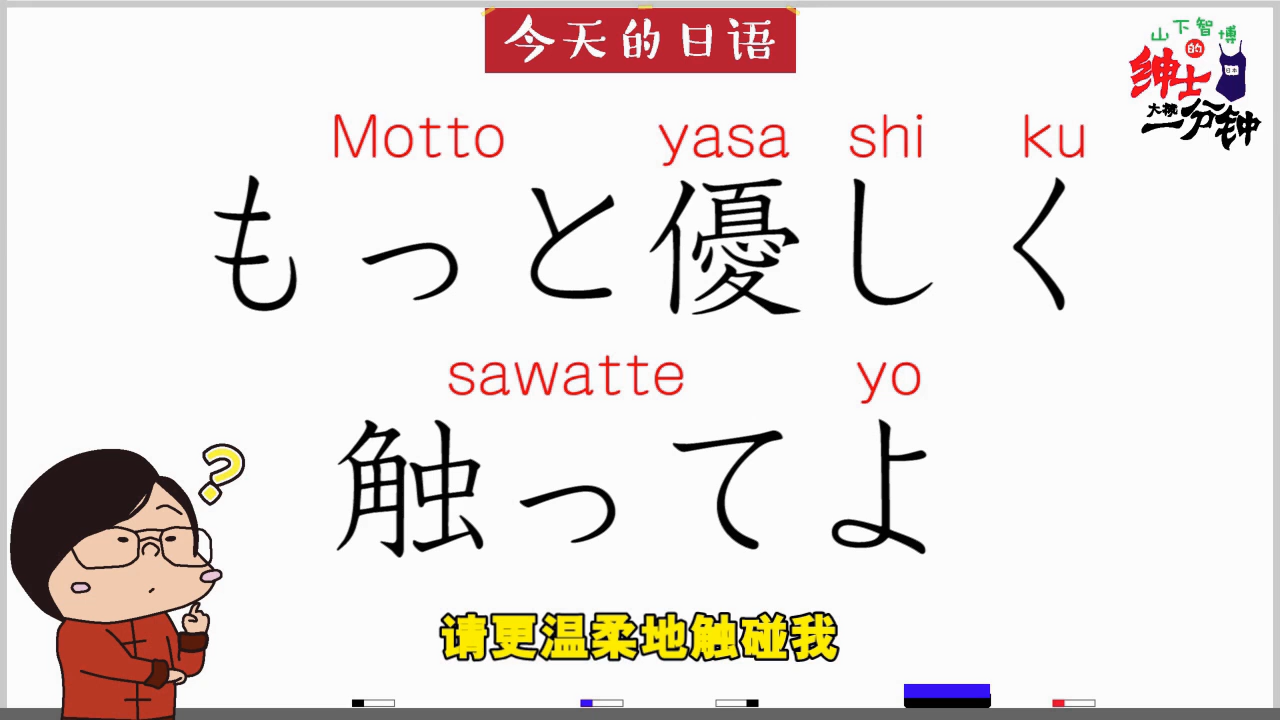 今天的日语
山下智博
的
绅士
日本
大概
一分钟
Motto yasa shi ku
もっと優しく
sawatte yo
触ってよ
?
请更温柔地触碰我